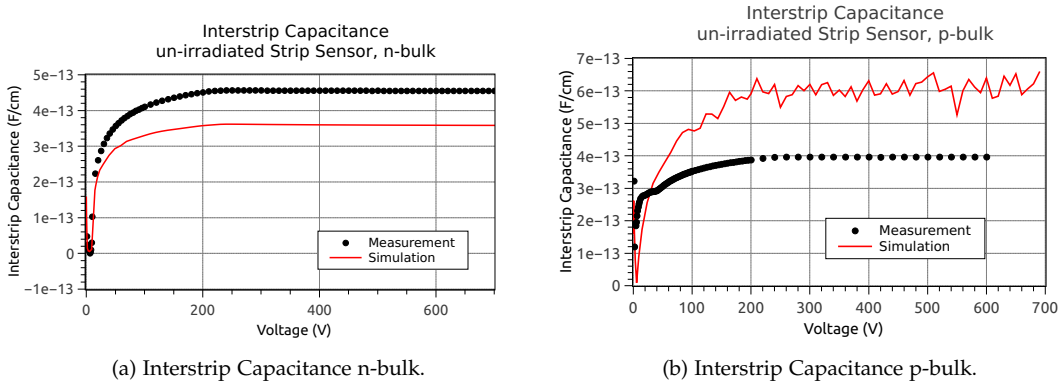 Interstrip Capacitance
un-irradiated Strip Sensor, n-bulk
5e−13
4e−13
3e−13
2e−13
1e−13
0
−1e−13
Interstrip Capacitance (F/cm)
Measurement
Simulation
0 200 400 600
Voltage (V)
(a) Interstrip Capacitance n-bulk.
Interstrip Capacitance
un-irradiated Strip Sensor, p-bulk
7e−13
6e−13
5e−13
4e−13
3e−13
2e−13
1e−13
0
Interstrip Capacitance (F/cm)
Measurement
Simulation
0 100 200 300 400 500 600 700
Voltage (V)
(b) Interstrip Capacitance p-bulk.